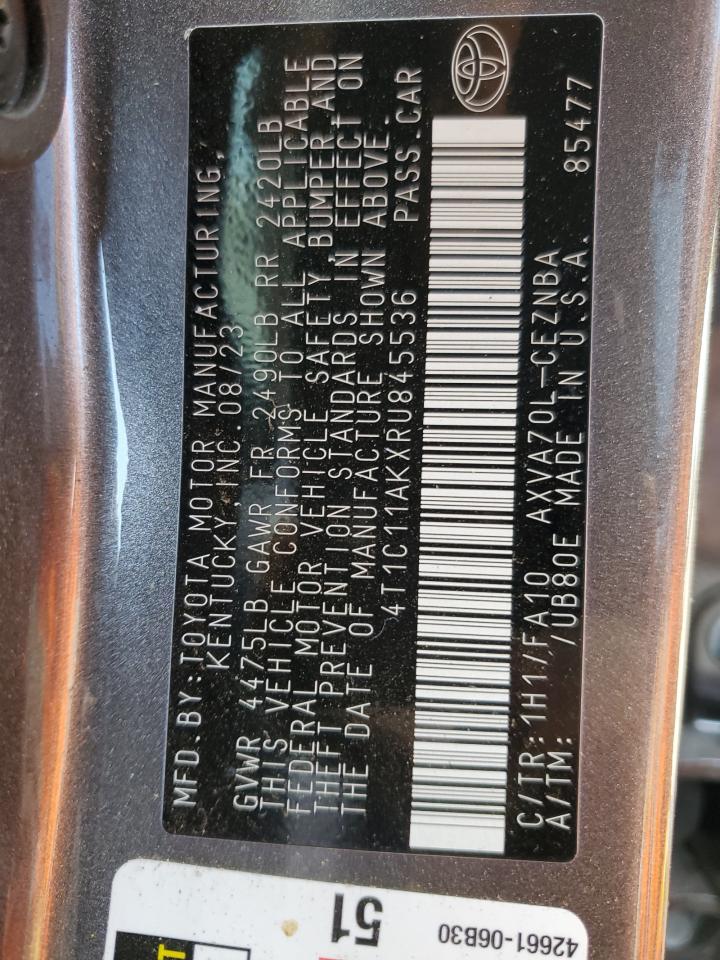 MFD.BY:TOYOTA MOTOR MANUFACTURING,
KENTUCKY,INC.08/23
GVWR 4475LB GAWR FR 2490LB RR 2420LB
THIS VEHICLE CONFORMS TO ALL APPLICABLE
FEDERAL MOTOR VEHICLE SAFETY, BUMPER, AND
THEFT PREVENTION STANDARDS IN EFFECT ON
THE DATE OF MANUFACTURE SHOWN ABOVE.
4T1C11AKXRU845536 PASS.CAR
C/TR:1H1/FA10 AXVA70L-CEZNBA
A/TM: /UB80E MADE IN U.S.A. 85477
51
42661-06B30